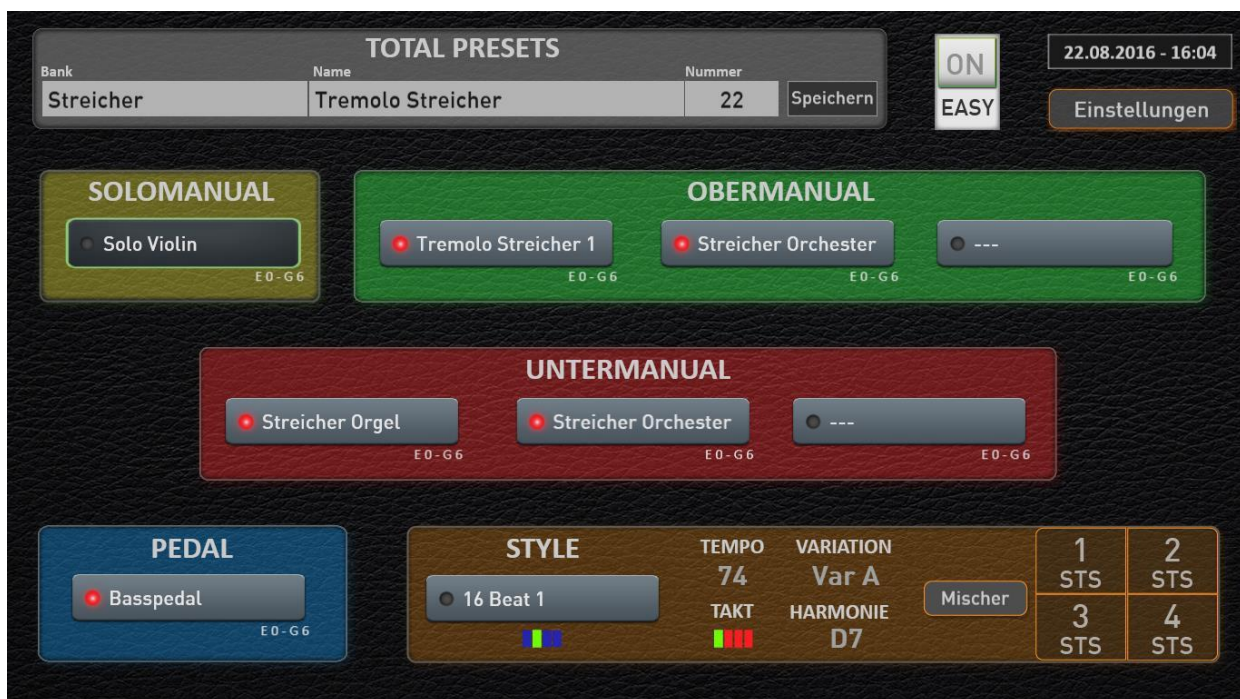 TOTAL PRESETS
Bank Name Nummer
Streicher Tremolo Streicher 22 Speichern
ON
EASY
22.08.2016 - 16:04
Einstellungen
SOLOMANUAL
Solo Violin
E0-G6
OBERMANUAL
Tremolo Streicher 1 Streicher Orchester ---
E0-G6 E0-G6 E0-G6
UNTERMANUAL
Streicher Orgel Streicher Orchester ---
E0-G6 E0-G6 E0-G6
PEDAL
Basspedal
E0-G6
STYLE
16 Beat 1
TEMPO VARIATION
74 Var A
TAKT HARMONIE
D7
Mischer
1 2
STS STS
3 4
STS STS